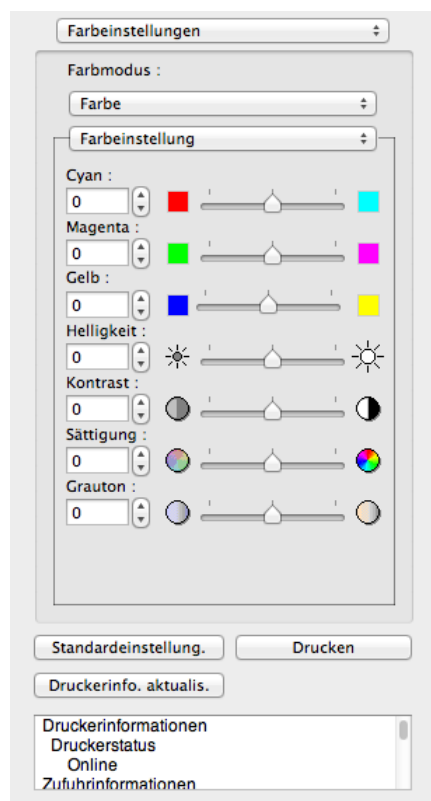 Farbeinstellungen
Farbmodus :
Farbe
Farbeinstellung
Cyan :
0
Magenta :
0
Gelb :
0
Helligkeit :
0
Kontrast :
0
Sättigung :
0
Grauton :
0
Standardeinstellung. Drucken
Druckerinfo. aktualis.
Druckerinformationen
Druckerstatus
Online
Zufuhrinformationen